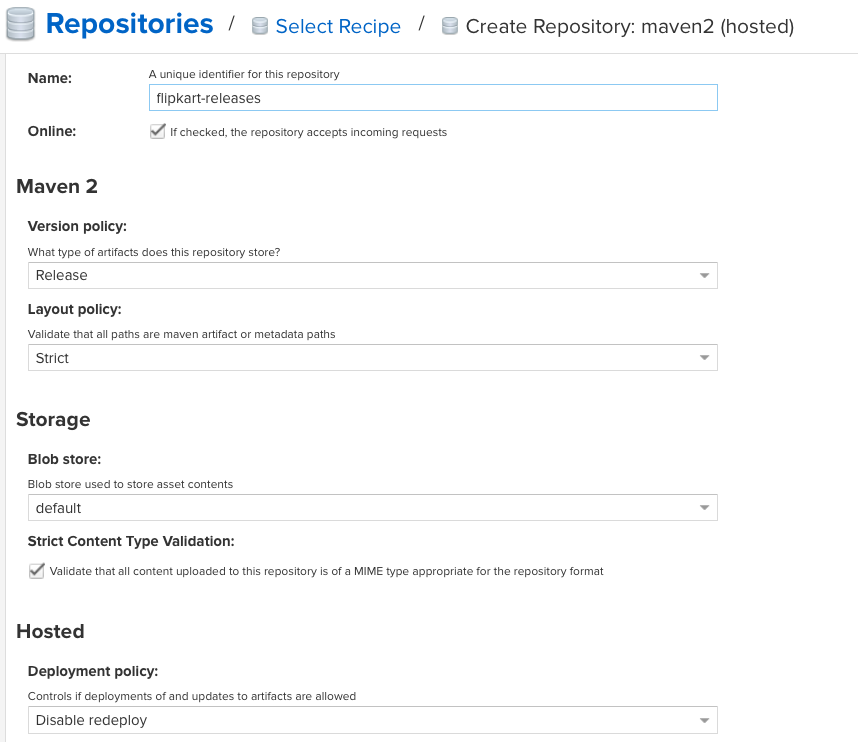 Repositories / Select Recipe / Create Repository: maven2 (hosted)
Name:
A unique identifier for this repository
flipkart-releases
Online:
If checked, the repository accepts incoming requests
Maven 2
Version policy:
What type of artifacts does this repository store?
Release
Layout policy:
Validate that all paths are maven artifact or metadata paths
Strict
Storage
Blob store:
Blob store used to store asset contents
default
Strict Content Type Validation:
Validate that all content uploaded to this repository is of a MIME type appropriate for the repository format
Hosted
Deployment policy:
Controls if deployments of and updates to artifacts are allowed
Disable redeploy